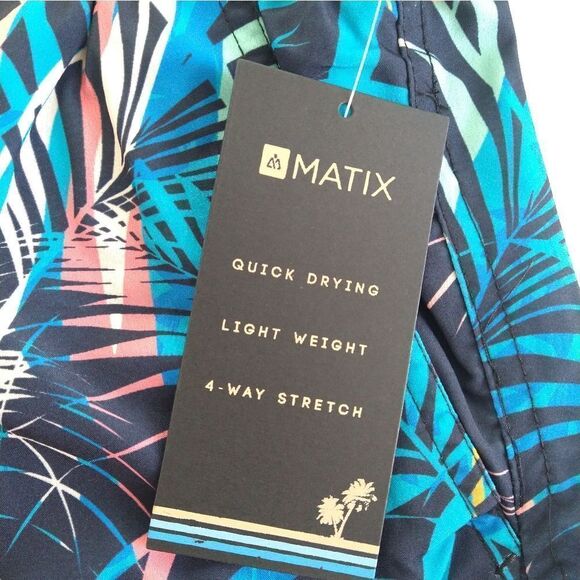 MATIX
QUICK DRYING
LIGHT WEIGHT
4-WAY STRETCH